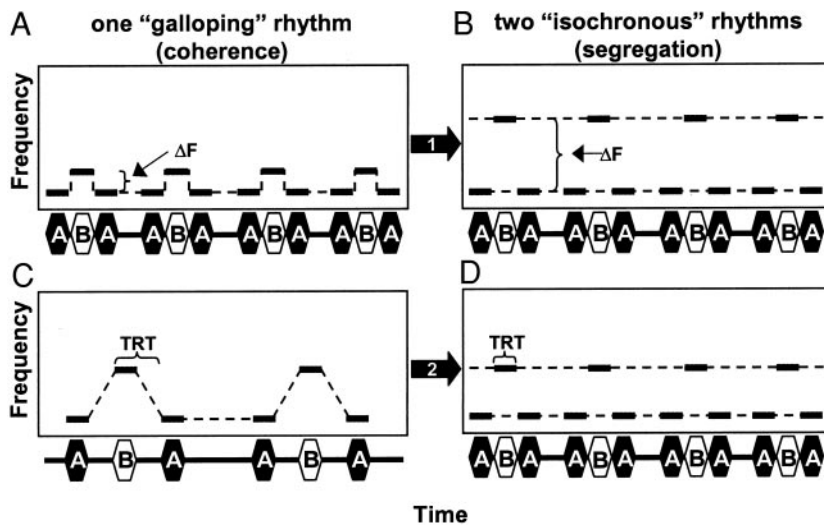 A
one “galloping” rhythm
(coherence)
B
two “isochronous” rhythms
(segregation)
Frequency
ΔF
1
ΔF
A B A A B A A B A A B A
A B A A B A A B A A B A
C
D
Frequency
TRT
2
TRT
A B A A B A
A B A A B A A B A A B A
Time